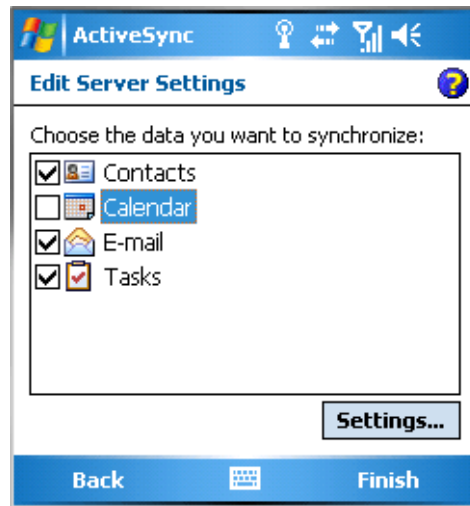 ActiveSync
Edit Server Settings
Choose the data you want to synchronize:
Contacts
Calendar
E-mail
Tasks
Settings...
Back Finish